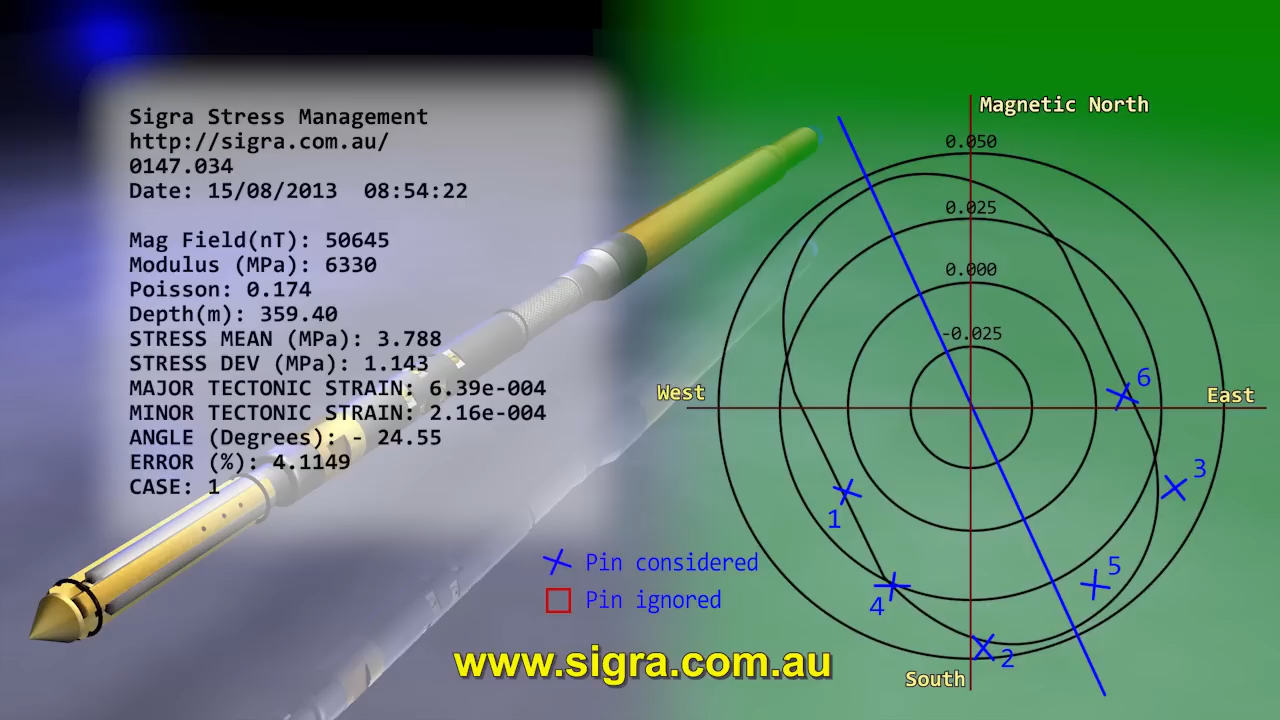 Sigra Stress Management
http://sigra.com.au/
0147.034
Date: 15/08/2013  08:54:22
Mag Field(nT): 50645
Modulus (MPa): 6330
Poisson: 0.174
Depth(m): 359.40
STRESS MEAN (MPa): 3.788
STRESS DEV (MPa): 1.143
MAJOR TECTONIC STRAIN: 6.39e-004
MINOR TECTONIC STRAIN: 2.16e-004
ANGLE (Degrees): - 24.55
ERROR (%): 4.1149
CASE: 1
Magnetic North
0.050
0.025
0.000
-0.025
West
East
6
3
1
5
4
2
South
Pin considered
Pin ignored
www.sigra.com.au